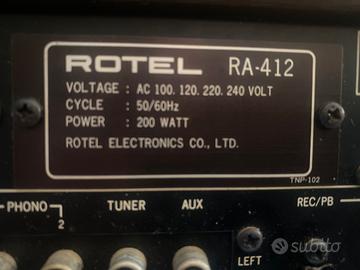 ROTEL RA-412
VOLTAGE : AC 100. 120. 220. 240 VOLT
CYCLE : 50/60Hz
POWER : 200 WATT
ROTEL ELECTRONICS CO., LTD.
TNP-102
PHONO TUNER AUX REC/PB
2
LEFT
subito